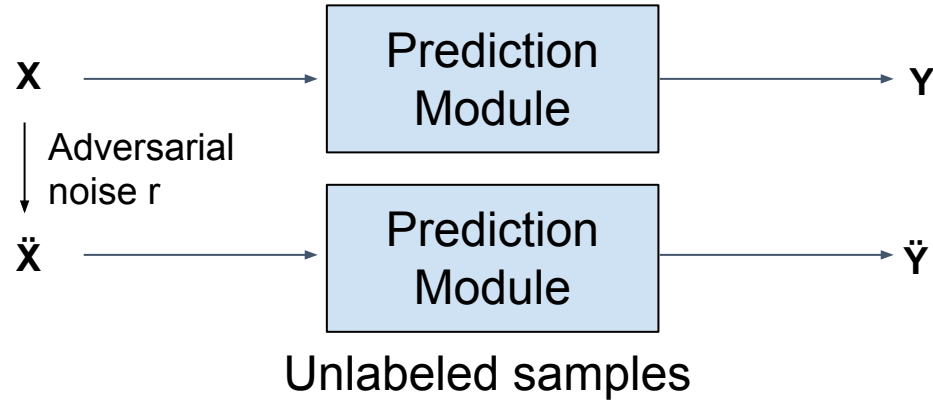 X
Prediction
Module
Y
Adversarial
noise r
Ẍ
Prediction
Module
Ÿ
Unlabeled samples